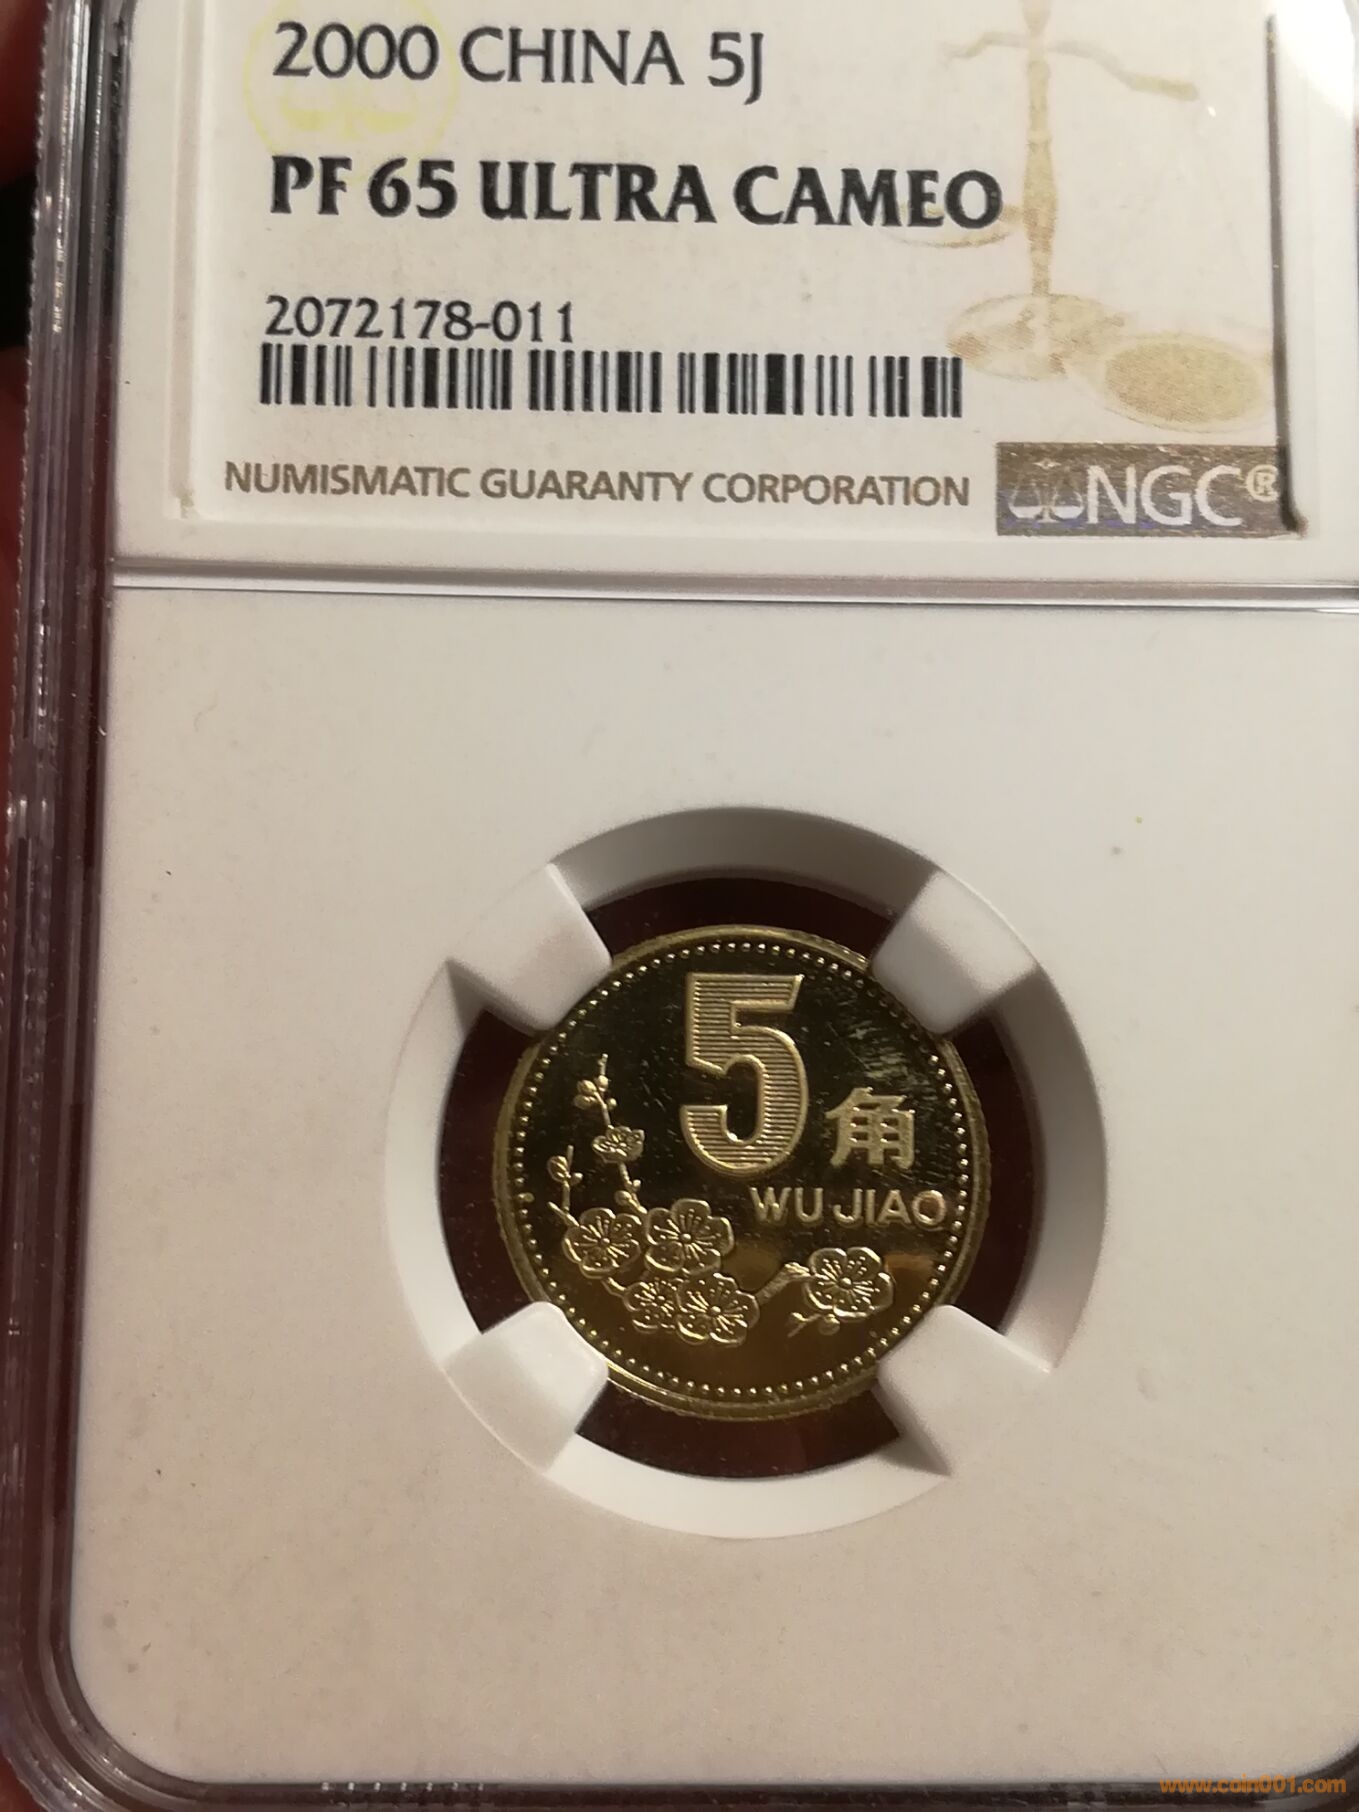 2000 CHINA 5J
PF 65 ULTRA CAMEO
2072178-011
NUMISMATIC GUARANTY CORPORATION
NGC®
5角
WU JIAO
www.coin001.com